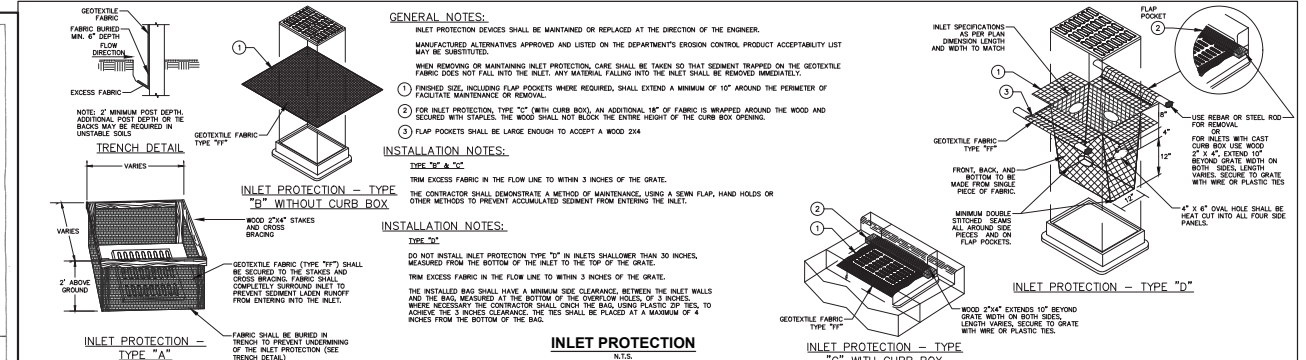 GEOTEXTILE
FABRIC
FABRIC BURIED
MIN. 6" DEPTH
FLOW
DIRECTION
EXCESS FABRIC
NOTE: 2' MINIMUM POST DEPTH.
ADDITIONAL POST DEPTH OR TIE
BACKS MAY BE REQUIRED IN
UNSTABLE SOILS
TRENCH DETAIL
VARIES
VARIES
2' ABOVE
GROUND
WOOD 2"X4" STAKES
AND CROSS
BRACING
GEOTEXTILE FABRIC (TYPE "FF") SHALL
BE SECURED TO THE STAKES AND
CROSS BRACING. FABRIC SHALL
COMPLETELY SURROUND INLET TO
PREVENT SEDIMENT LADEN RUNOFF
FROM ENTERING INTO THE INLET.
FABRIC SHALL BE BURIED IN
TRENCH TO PREVENT UNDERMINING
OF THE INLET PROTECTION (SEE
TRENCH DETAIL)
INLET PROTECTION –
TYPE "A"
1
GEOTEXTILE FABRIC
TYPE "FF"
INLET PROTECTION – TYPE
"B" WITHOUT CURB BOX
GENERAL NOTES:
INLET PROTECTION DEVICES SHALL BE MAINTAINED OR REPLACED AT THE DIRECTION OF THE ENGINEER.
MANUFACTURED ALTERNATIVES APPROVED AND LISTED ON THE DEPARTMENT'S EROSION CONTROL PRODUCT ACCEPTABILITY LIST
MAY BE SUBSTITUTED.
WHEN REMOVING OR MAINTAINING INLET PROTECTION, CARE SHALL BE TAKEN SO THAT SEDIMENT TRAPPED ON THE GEOTEXTILE
FABRIC DOES NOT FALL INTO THE INLET. ANY MATERIAL FALLING INTO THE INLET SHALL BE REMOVED IMMEDIATELY.
1 FINISHED SIZE, INCLUDING FLAP POCKETS WHERE REQUIRED, SHALL EXTEND A MINIMUM OF 10" AROUND THE PERIMETER OF
FACILITATE MAINTENANCE OR REMOVAL.
2 FOR INLET PROTECTION, TYPE "C" (WITH CURB BOX), AN ADDITIONAL 18" OF FABRIC IS WRAPPED AROUND THE WOOD AND
SECURED WITH STAPLES. THE WOOD SHALL NOT BLOCK THE ENTIRE HEIGHT OF THE CURB BOX OPENING.
3 FLAP POCKETS SHALL BE LARGE ENOUGH TO ACCEPT A WOOD 2X4
INSTALLATION NOTES:
TYPE "B" & "C"
TRIM EXCESS FABRIC IN THE FLOW LINE TO WITHIN 3 INCHES OF THE GRATE.
THE CONTRACTOR SHALL DEMONSTRATE A METHOD OF MAINTENANCE, USING A SEWN FLAP, HAND HOLDS OR
OTHER METHODS TO PREVENT ACCUMULATED SEDIMENT FROM ENTERING THE INLET.
INSTALLATION NOTES:
TYPE "D"
DO NOT INSTALL INLET PROTECTION TYPE "D" IN INLETS SHALLOWER THAN 30 INCHES,
MEASURED FROM THE BOTTOM OF THE INLET TO THE TOP OF THE GRATE.
TRIM EXCESS FABRIC IN THE FLOW LINE TO WITHIN 3 INCHES OF THE GRATE.
THE INSTALLED BAG SHALL HAVE A MINIMUM SIDE CLEARANCE, BETWEEN THE INLET WALLS
AND THE BAG, MEASURED AT THE BOTTOM OF THE OVERFLOW HOLES, OF 3 INCHES.
WHERE NECESSARY THE CONTRACTOR SHALL CINCH THE BAG, USING PLASTIC ZIP TIES, TO
ACHIEVE THE 3 INCHES CLEARANCE. THE TIES SHALL BE PLACED AT A MAXIMUM OF 4
INCHES FROM THE BOTTOM OF THE BAG.
INLET PROTECTION
N.T.S.
2
1
GEOTEXTILE FABRIC
TYPE "FF"
WOOD 2"X4" EXTENDS 10" BEYOND
GRATE WIDTH ON BOTH SIDES,
LENGTH VARIES, SECURE TO GRATE
WITH WIRE OR PLASTIC TIES.
INLET PROTECTION – TYPE
"C" WITH CURB BOX
INLET SPECIFICATIONS
AS PER PLAN
DIMENSION LENGTH
AND WIDTH TO MATCH
1
3
GEOTEXTILE FABRIC
TYPE "FF"
FRONT, BACK, AND
BOTTOM TO BE
MADE FROM SINGLE
PIECE OF FABRIC.
MINIMUM DOUBLE
STITCHED SEAMS
ALL AROUND SIDE
PIECES AND ON
FLAP POCKETS.
FLAP
POCKET
2
8"
4"
12"
12"
USE REBAR OR STEEL ROD
FOR REMOVAL
OR
FOR INLETS WITH CAST
CURB BOX USE WOOD
2" X 4", EXTEND 10"
BEYOND GRATE WIDTH ON
BOTH SIDES, LENGTH
VARIES. SECURE TO GRATE
WITH WIRE OR PLASTIC TIES
4" X 6" OVAL HOLE SHALL BE
HEAT CUT INTO ALL FOUR SIDE
PANELS.
INLET PROTECTION – TYPE "D"